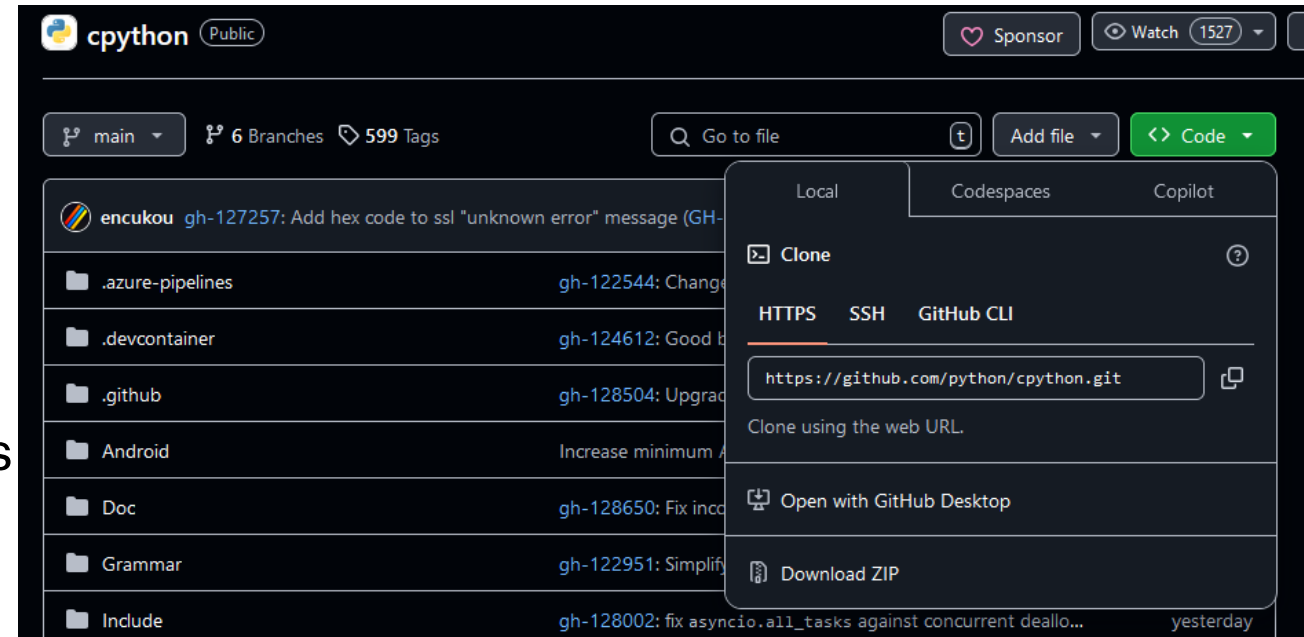 cpython Public
Sponsor
Watch 1527
main
6 Branches
599 Tags
Go to file
t
Add file
<> Code
Local
Codespaces
Copilot
encukou gh-127257: Add hex code to ssl "unknown error" message (GH-
Clone
?
.azure-pipelines
gh-122544: Change
HTTPS
SSH
GitHub CLI
.devcontainer
gh-124612: Good
https://github.com/python/cpython.git
.github
gh-128504:
Clone using the web URL.
s
Android
Increase minimum
Open with GitHub Desktop
Doc
gh-128650: Fix
Grammar
gh-122951: Simplify
Download ZIP
Include
gh-128002: fix asyncio.all_tasks against concurrent deallo...
yesterday